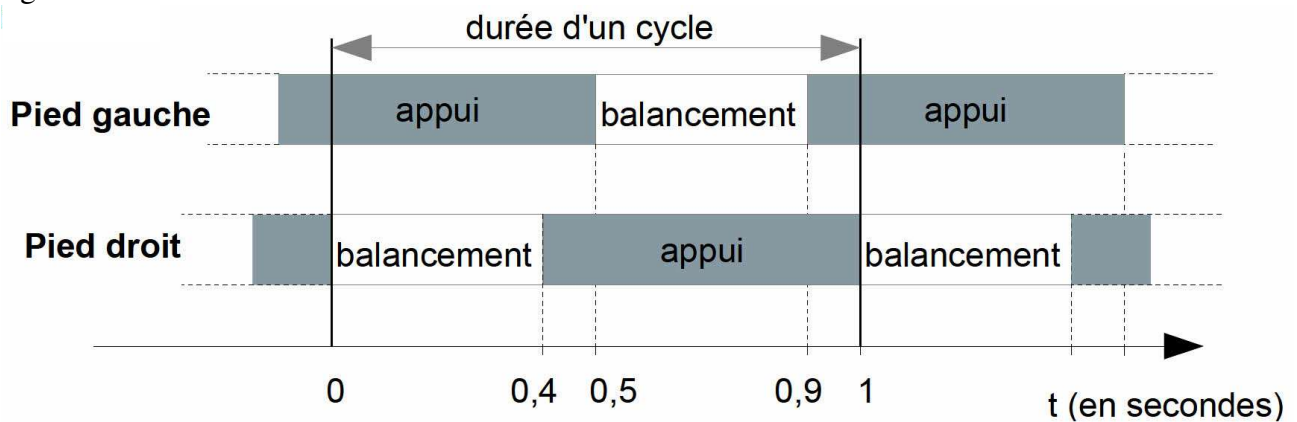 durée d'un cycle
Pied gauche appui balancement appui
Pied droit balancement appui balancement
0 0,4 0,5 0,9 1
t (en secondes)